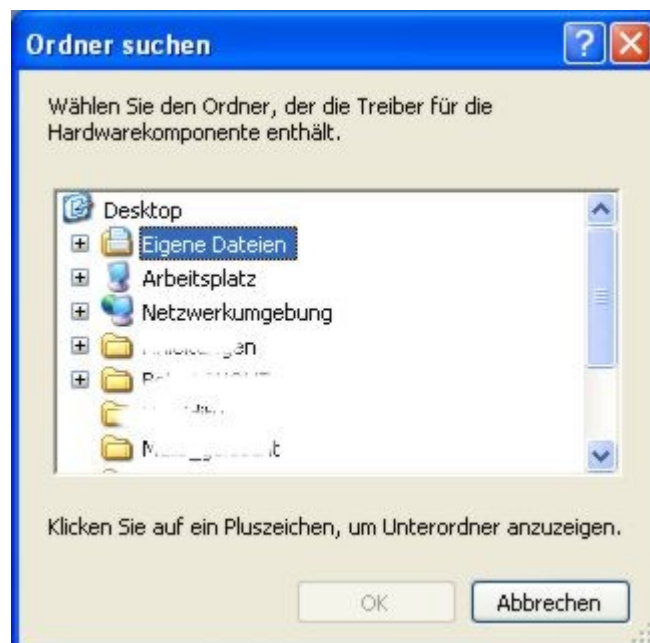 Ordner suchen
Wählen Sie den Ordner, der die Treiber für die
Hardwarekomponente enthält.
Desktop
Eigene Dateien
Arbeitsplatz
Netzwerkumgebung
Klicken Sie auf ein Pluszeichen, um Unterordner anzuzeigen.
OK
Abbrechen